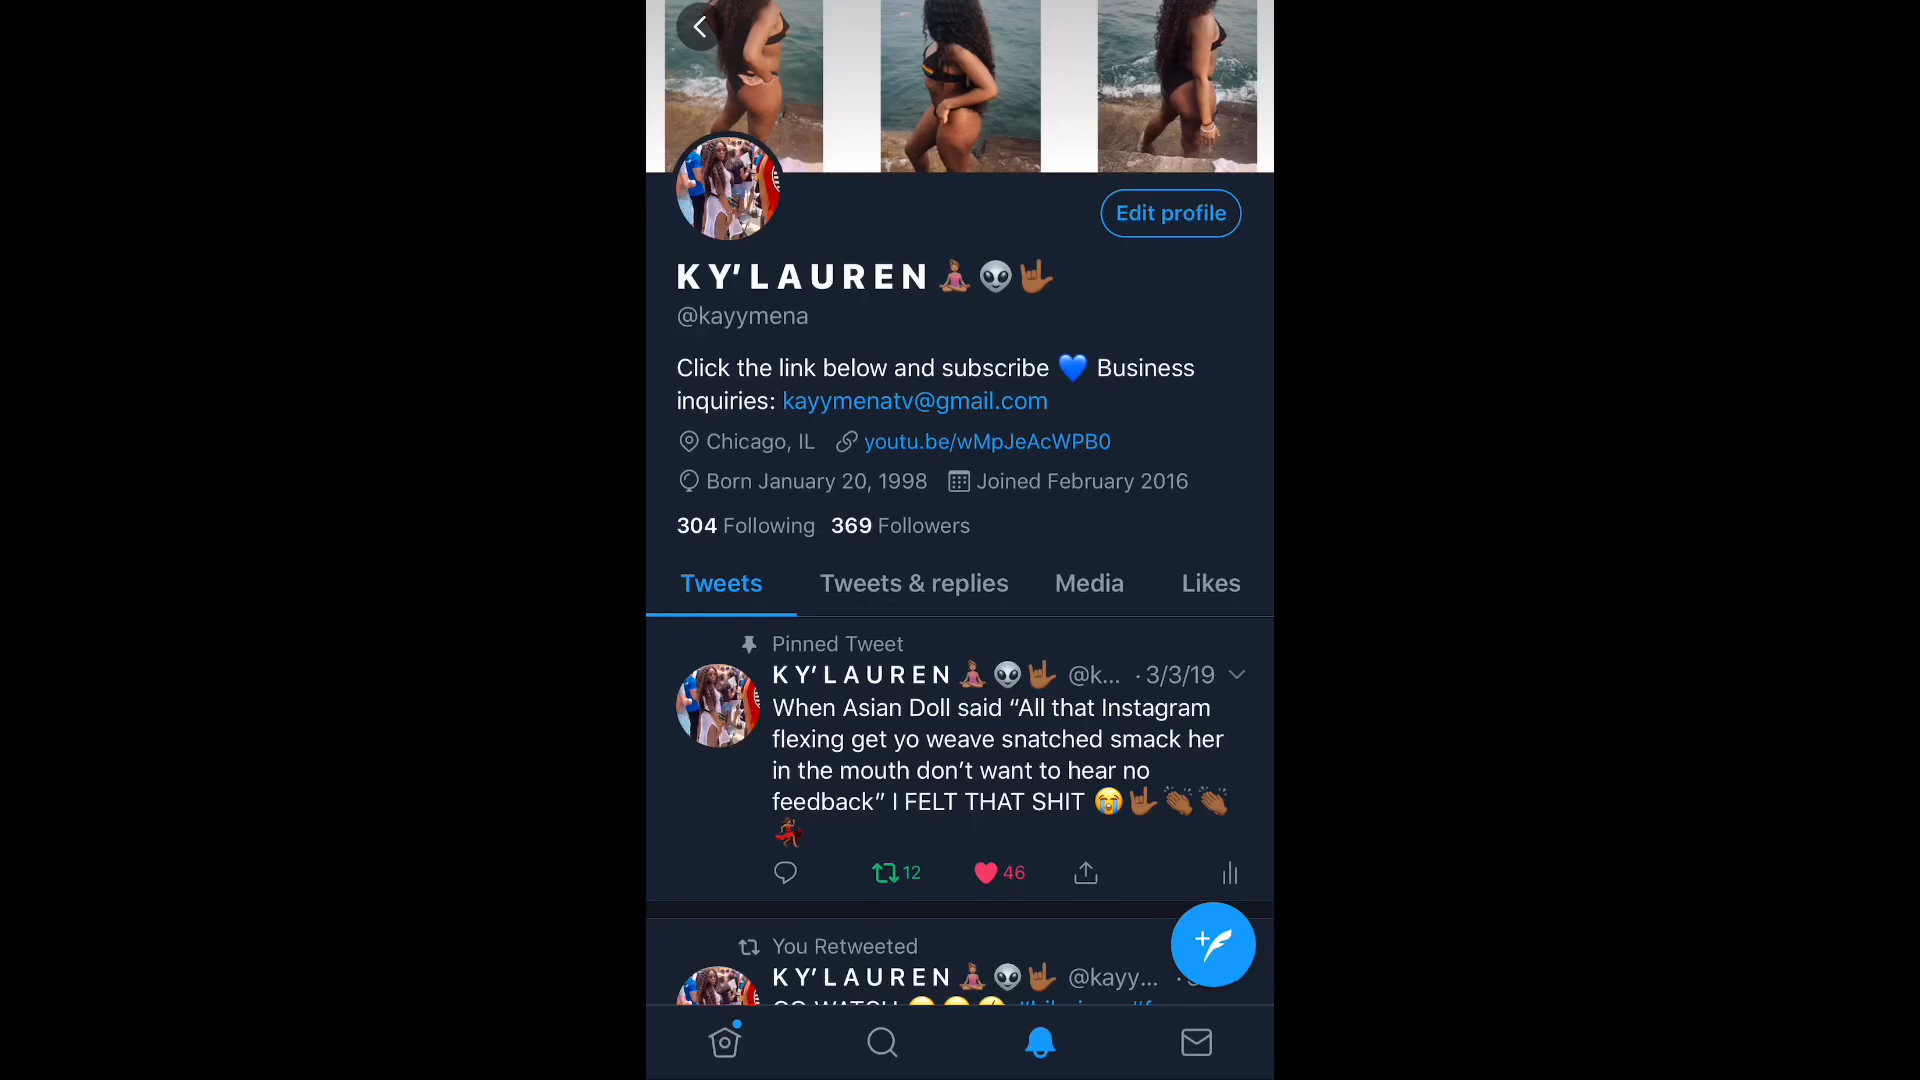 Edit profile
K Y' L A U R E N 🧘🏽‍♀️👽🤟🏾
@kayymena
Click the link below and subscribe 💙 Business
inquiries: kayymenatv@gmail.com
Chicago, IL youtu.be/wMpJeAcWPB0
Born January 20, 1998 Joined February 2016
304 Following 369 Followers
Tweets Tweets & replies Media Likes
Pinned Tweet
K Y' L A U R E N 🧘🏽‍♀️👽🤟🏾 @k... · 3/3/19
When Asian Doll said “All that Instagram
flexing get yo weave snatched smack her
in the mouth don’t want to hear no
feedback” I FELT THAT SHIT 😭🤟🏾👏🏾👏🏾
💃🏾
12 46
You Retweeted
K Y' L A U R E N 🧘🏽‍♀️👽🤟🏾 @kayy... ·
GO WATCH